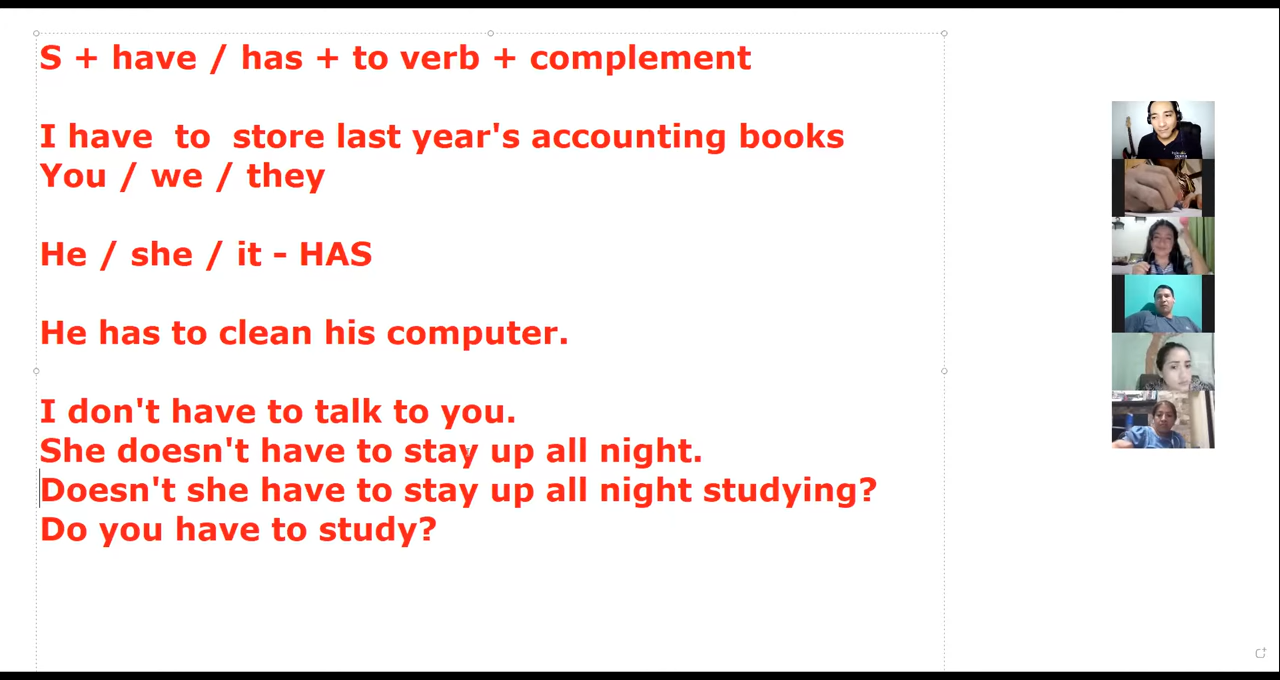 S + have / has + to verb + complement
I have  to  store last year's accounting books
You / we / they
He / she / it - HAS
He has to clean his computer.
I don't have to talk to you.
She doesn't have to stay up all night.
Doesn't she have to stay up all night studying?
Do you have to study?